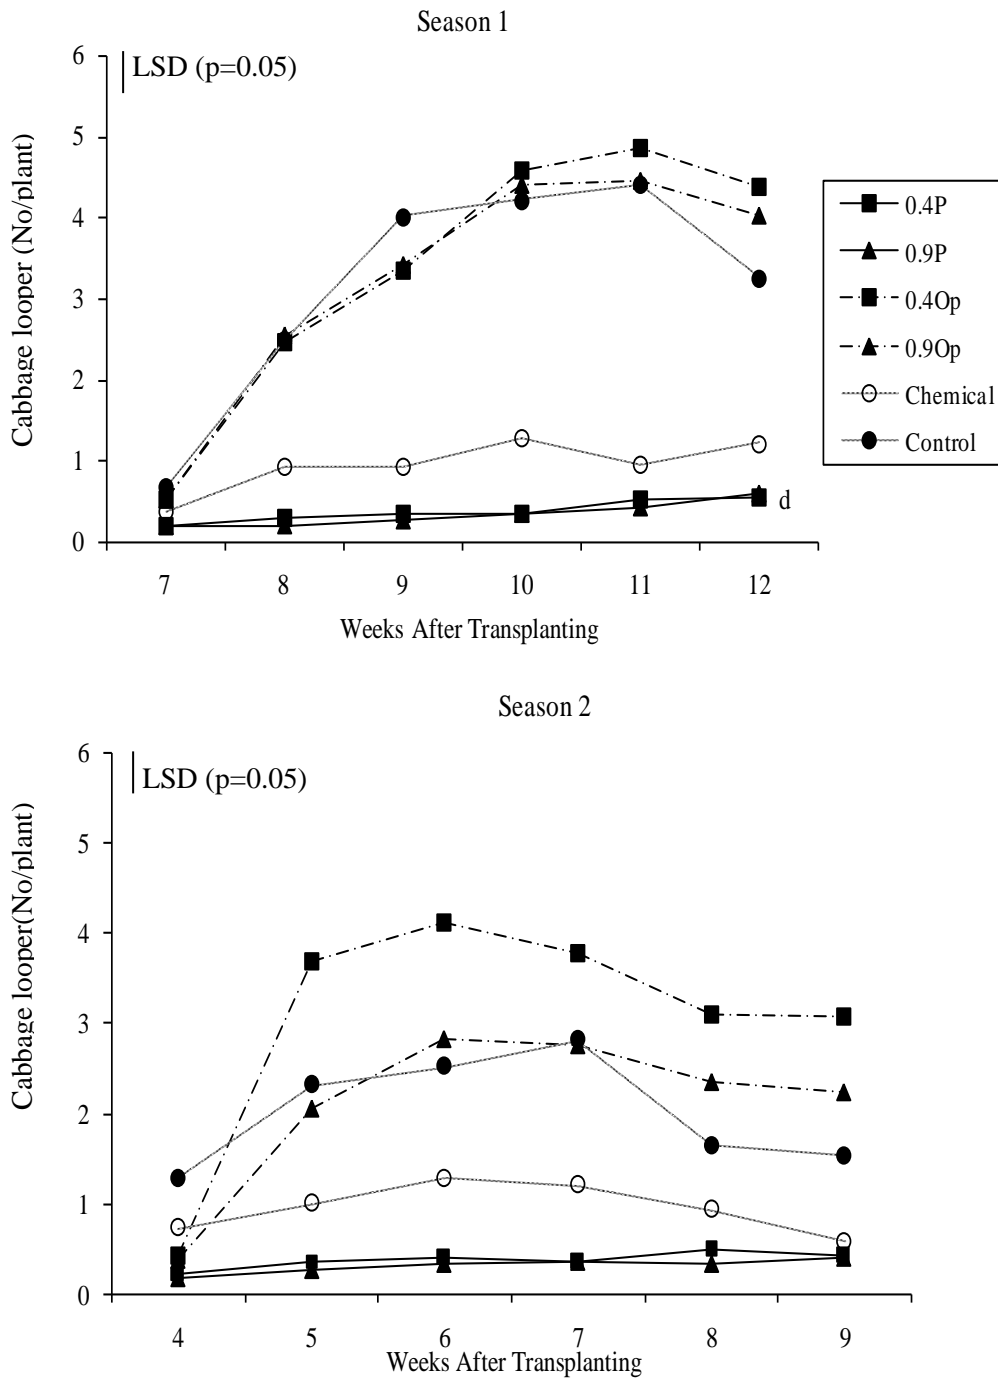 Season 1
Cabbage looper (No/plant)
6
5
4
3
2
1
0
LSD (p=0.05)
d
7 8 9 10 11 12
Weeks After Transplanting
0.4P
0.9P
0.4Op
0.9Op
Chemical
Control
Season 2
Cabbage looper(No/plant)
6
5
4
3
2
1
0
LSD (p=0.05)
4 5 6 7 8 9
Weeks After Transplanting